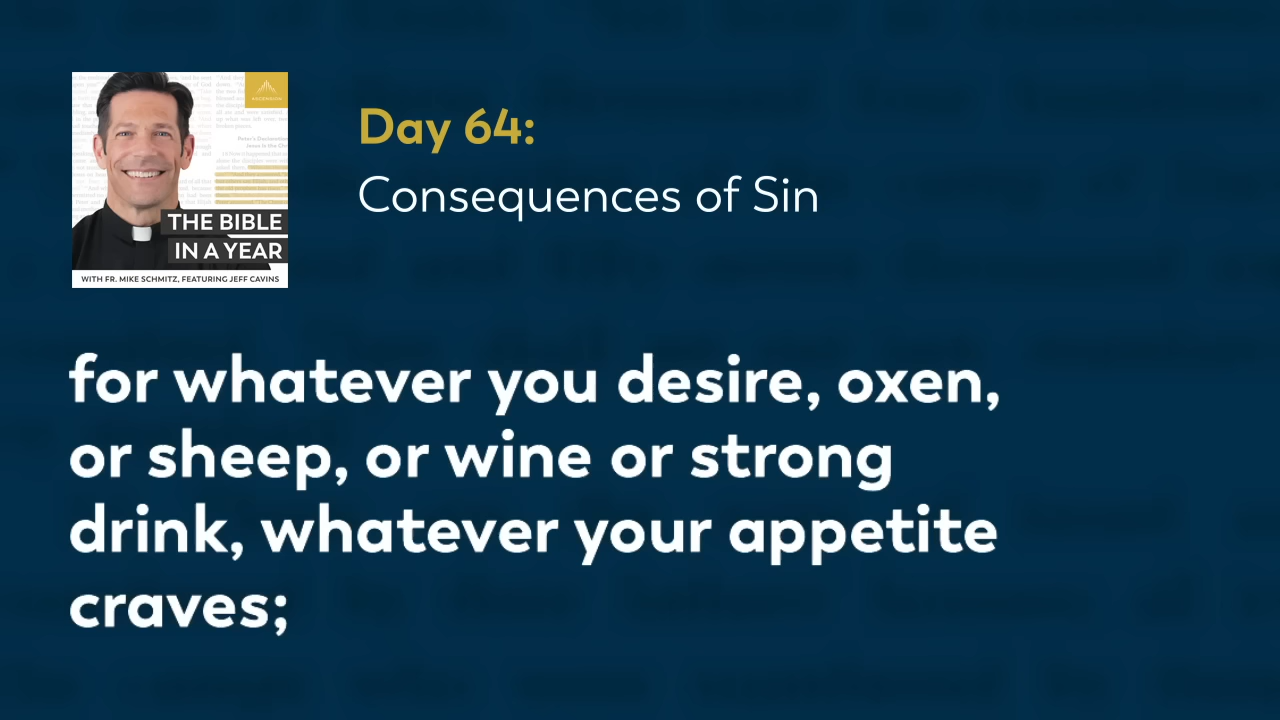 ASCENSION
THE BIBLE
IN A YEAR
WITH FR. MIKE SCHMITZ, FEATURING JEFF CAVINS
Day 64:
Consequences of Sin
for whatever you desire, oxen,
or sheep, or wine or strong
drink, whatever your appetite
craves;